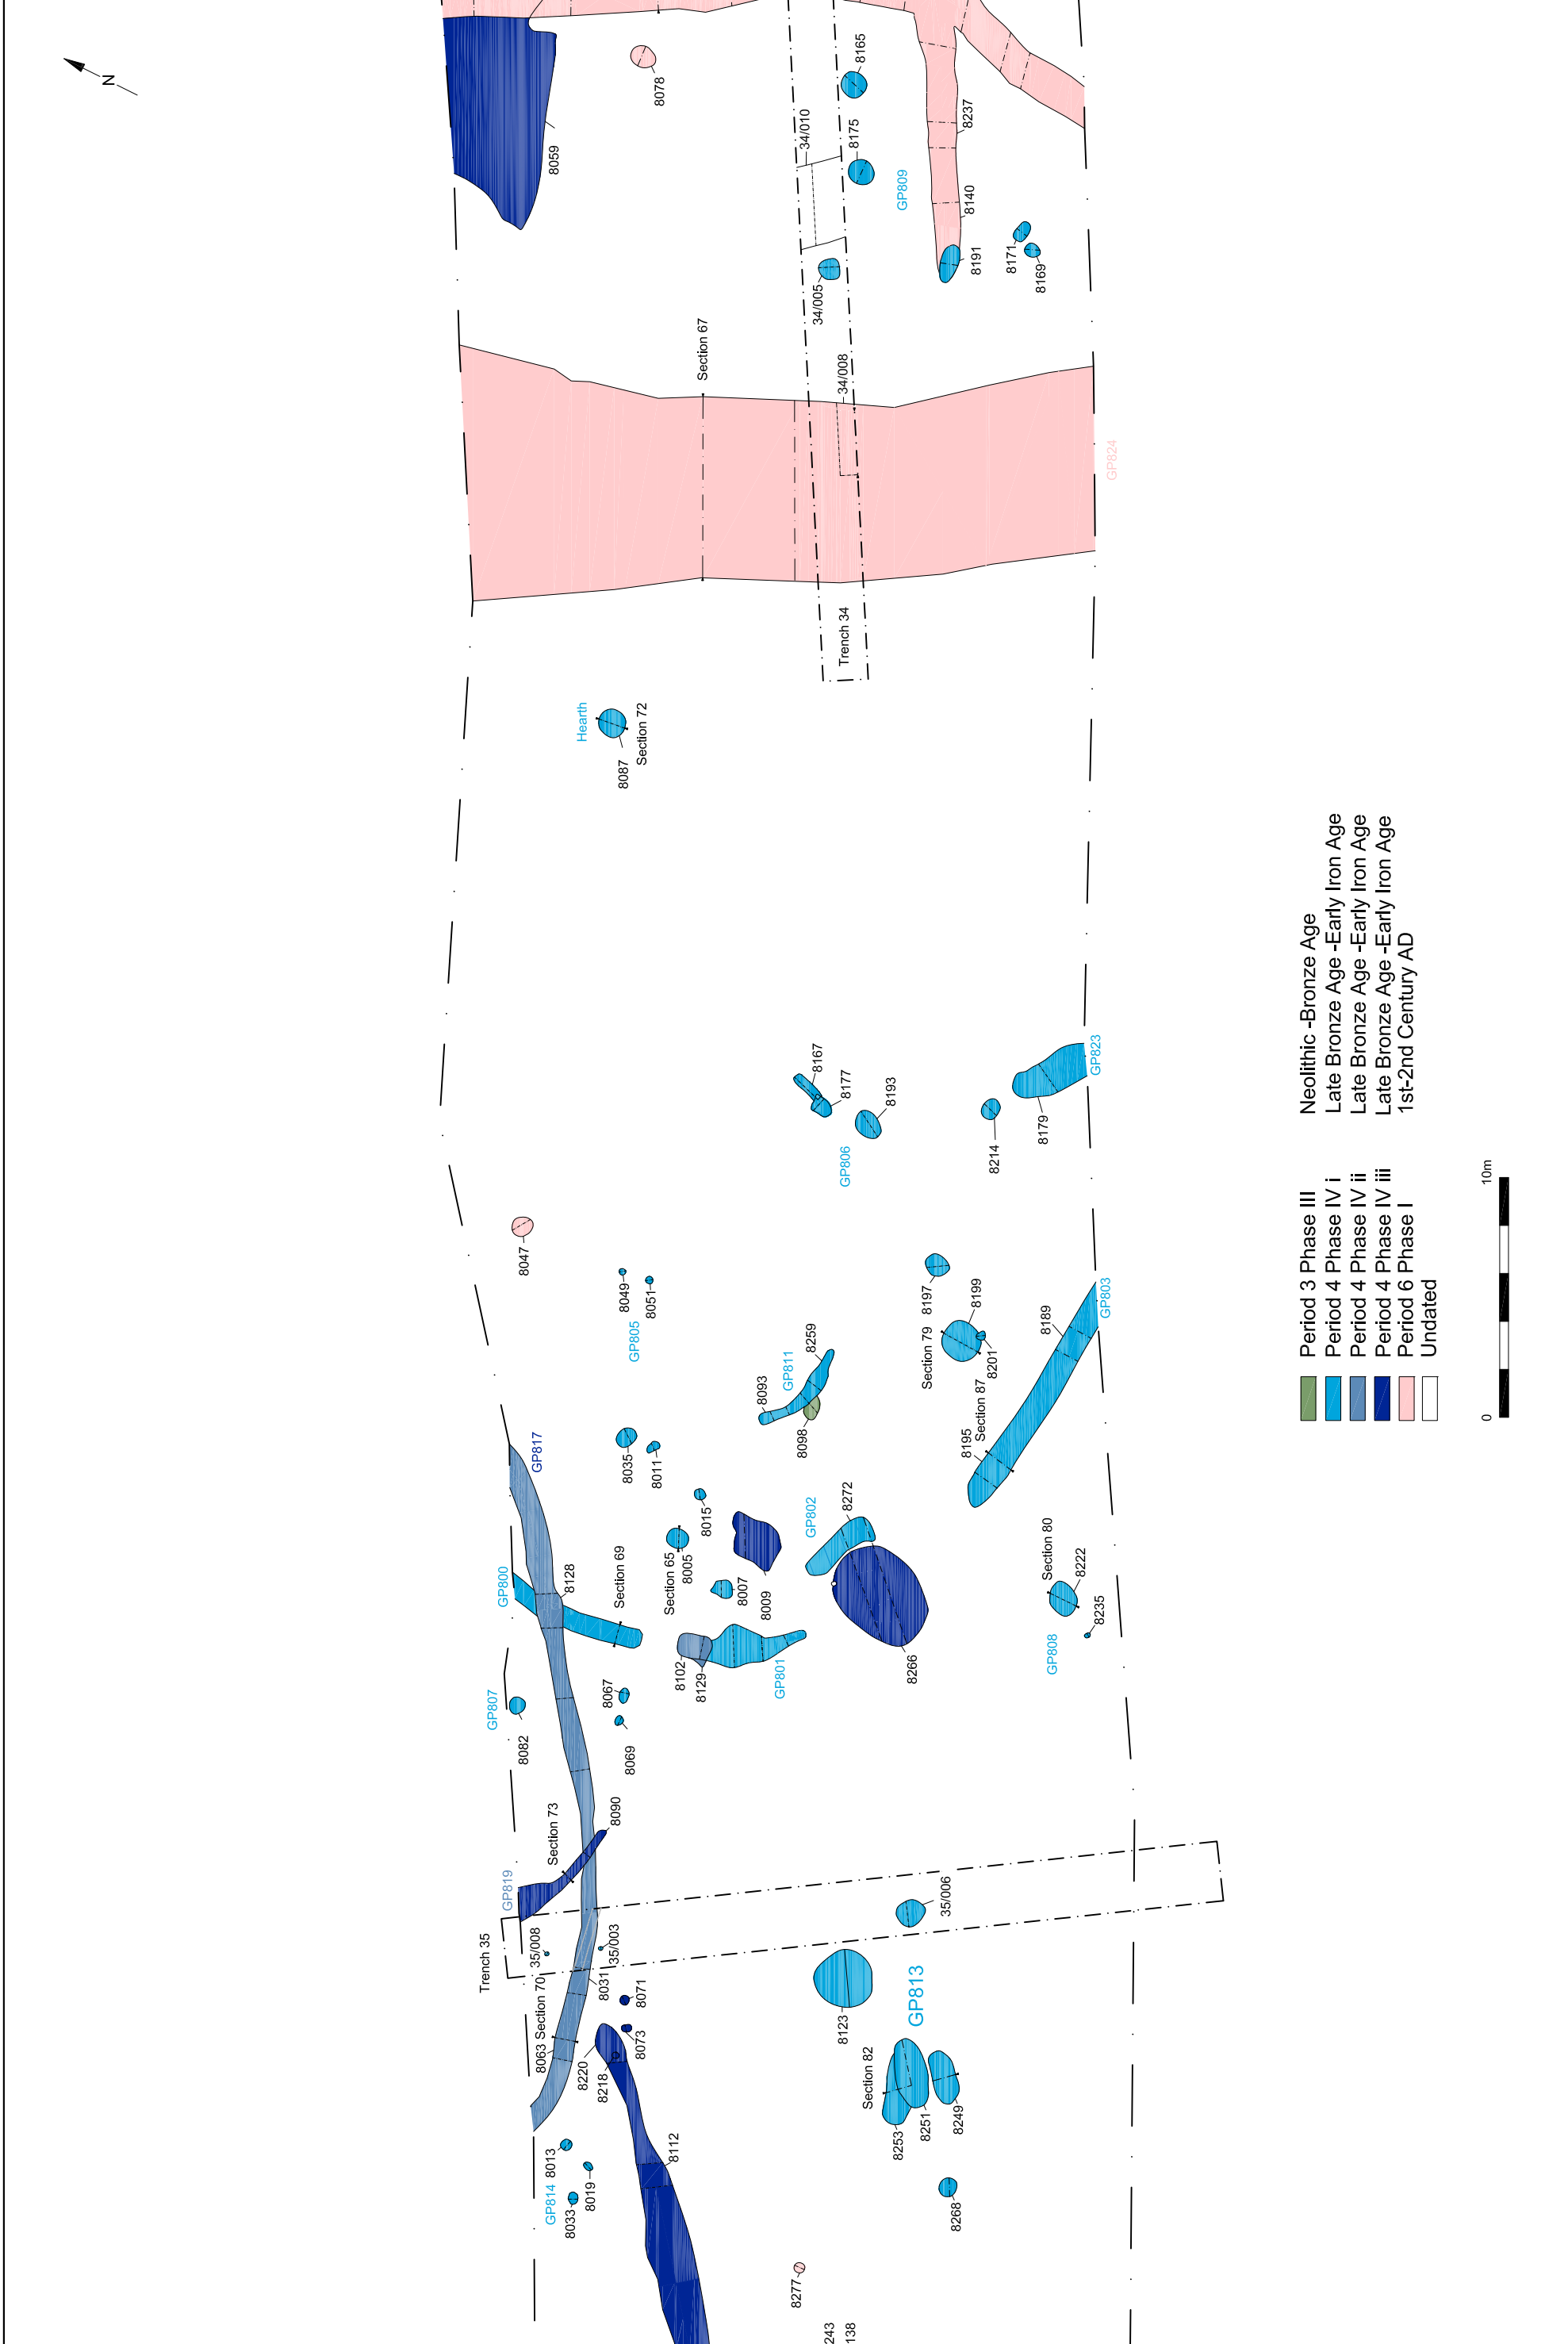 N
8059
8078
8165
34/010
8175
GP809
8237
8140
8191
8171
8169
34/005
Section 67
34/008
GP824
Trench 34
Hearth
8087
Section 72
8167
8177
8193
GP806
8214
8179
GP823
8047
8049
8051
GP805
8197
8199
Section 79
8201
8189
GP803
8259
GP811
8093
8098
8195
Section 87
GP817
8035
8011
8015
Section 65
8005
8007
8009
GP802
8272
8266
GP800
8128
Section 69
8102
8129
GP801
Section 80
8222
8235
GP808
GP807
8082
8067
8069
8090
Section 73
GP819
Trench 35
35/008
35/003
35/006
8031
8071
8073
8063
Section 70
8220
8218
8123
GP813
Section 82
8253
8251
8249
8268
GP814
8013
8019
8033
8112
8277
243
138
Period 3 Phase III Neolithic -Bronze Age
Period 4 Phase IV i Late Bronze Age -Early Iron Age
Period 4 Phase IV ii Late Bronze Age -Early Iron Age
Period 4 Phase IV iii Late Bronze Age -Early Iron Age
Period 6 Phase I 1st-2nd Century AD
Undated
0 10m